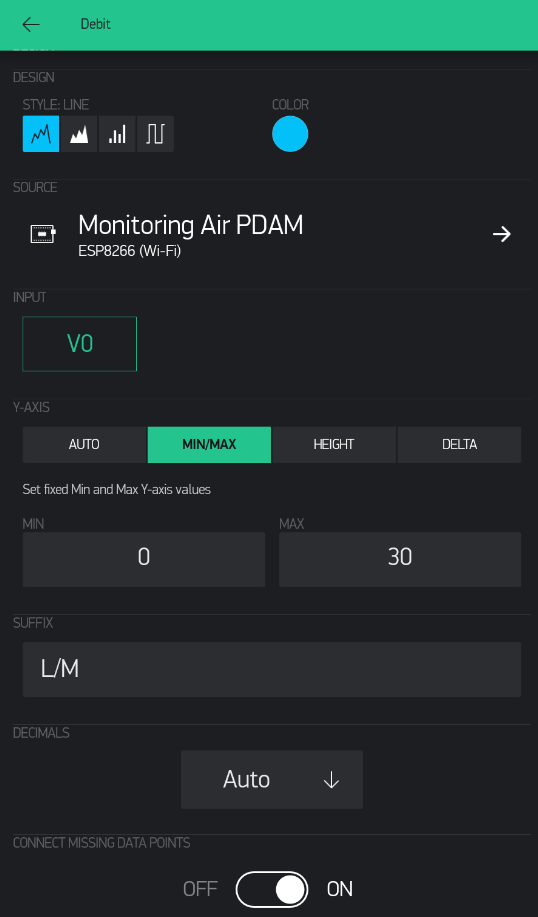 Debit
DESIGN
STYLE: LINE
COLOR
SOURCE
Monitoring Air PDAM
ESP8266 (Wi-Fi)
INPUT
V0
Y-AXIS
AUTO MIN/MAX HEIGHT DELTA
Set fixed Min and Max Y-axis values
MIN MAX
0 30
SUFFIX
L/M
DECIMALS
Auto
CONNECT MISSING DATA POINTS
OFF ON